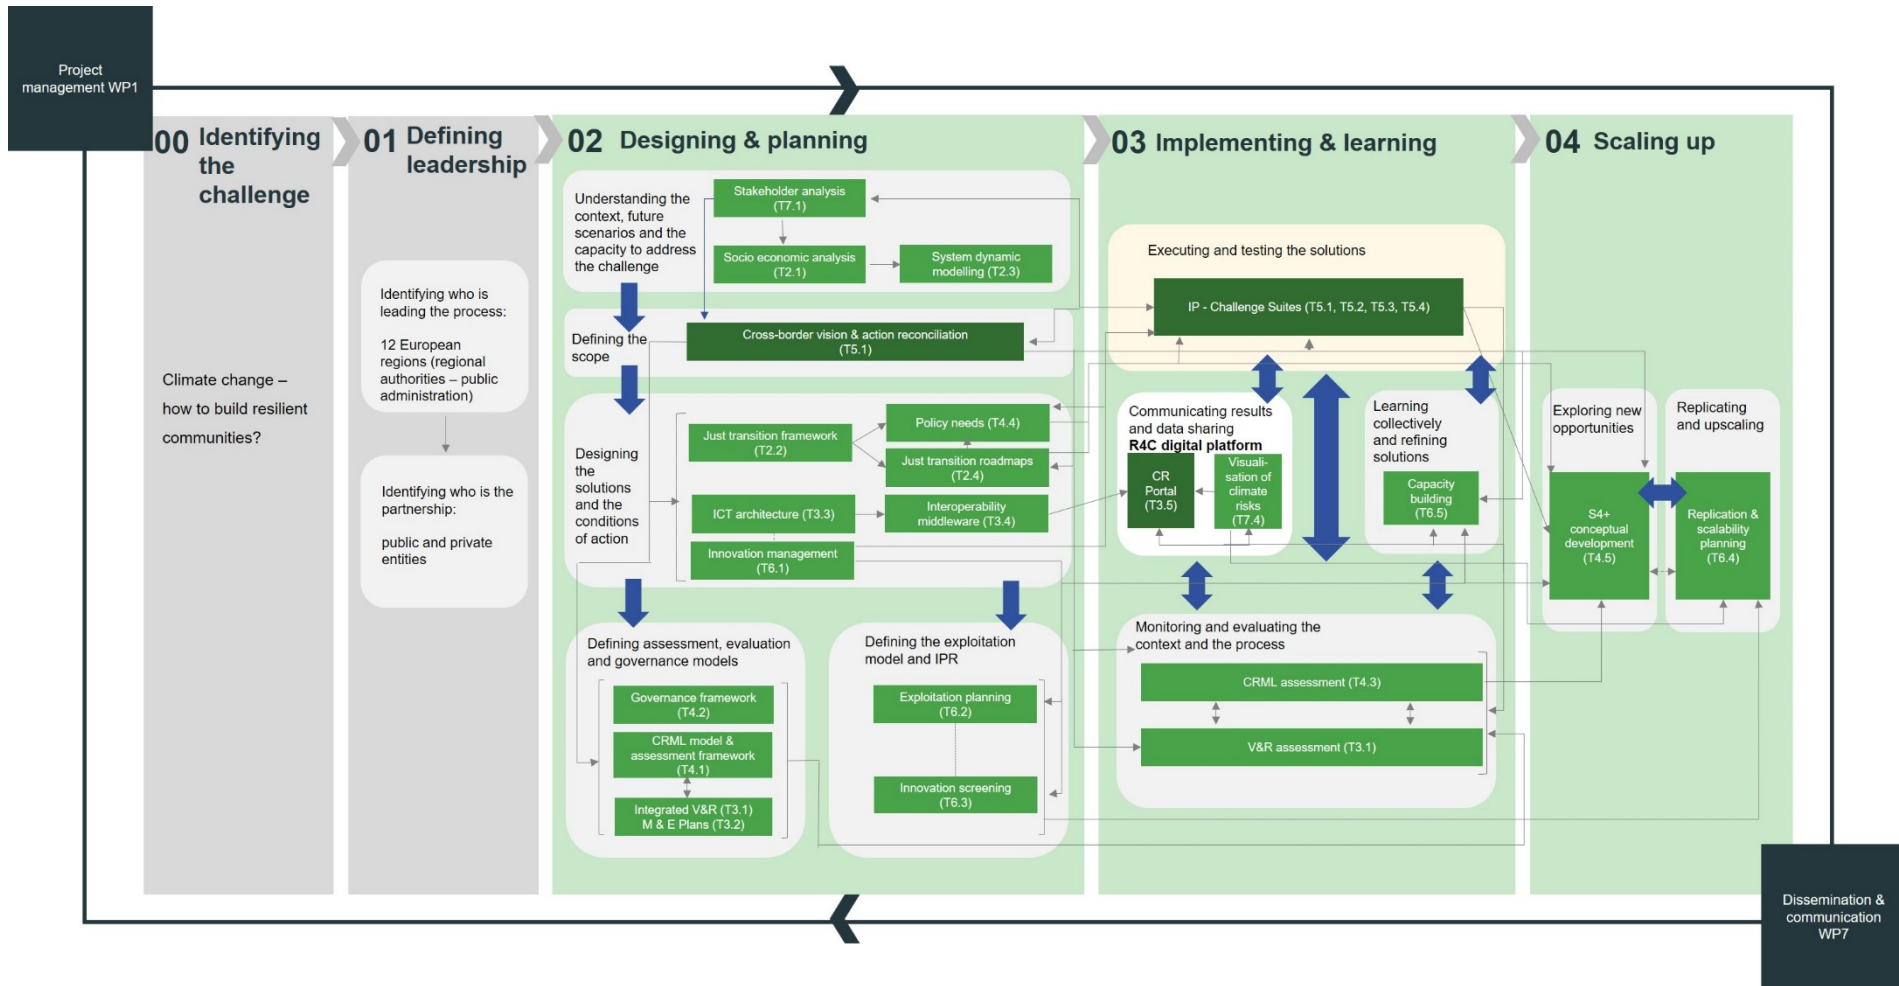 Project
management WP1
00 Identifying
the
challenge
Climate change –
how to build resilient
communities?
01 Defining
leadership
Identifying who is
leading the process:
12 European
regions (regional
authorities – public
administration)
Identifying who is the
partnership:
public and private
entities
02 Designing & planning
Understanding the
context, future
scenarios and the
capacity to address
the challenge
Stakeholder analysis
(T7.1)
Socio economic analysis
(T2.1)
System dynamic
modelling (T2.3)
Defining the
scope
Cross-border vision & action reconciliation
(T5.1)
Designing
the
solutions
and the
conditions
of action
Just transition framework
(T2.2)
Policy needs (T4.4)
Just transition roadmaps
(T2.4)
ICT architecture (T3.3)
Interoperability
middleware (T3.4)
Innovation management
(T6.1)
Defining assessment, evaluation
and governance models
Governance framework
(T4.2)
CRML model &
assessment framework
(T4.1)
Integrated V&R (T3.1)
M & E Plans (T3.2)
Defining the exploitation
model and IPR
Exploitation planning
(T6.2)
Innovation screening
(T6.3)
03 Implementing & learning
Executing and testing the solutions
IP - Challenge Suites (T5.1, T5.2, T5.3, T5.4)
Communicating results
and data sharing
R4C digital platform
CR
Portal
(T3.5)
Visuali-
sation of
climate
risks
(T7.4)
Learning
collectively
and refining
solutions
Capacity
building
(T6.5)
Monitoring and evaluating the
context and the process
CRML assessment (T4.3)
V&R assessment (T3.1)
04 Scaling up
Exploring new
opportunities
S4+
conceptual
development
(T4.5)
Replicating
and upscaling
Replication &
scalability
planning
(T6.4)
Dissemination &
communication
WP7